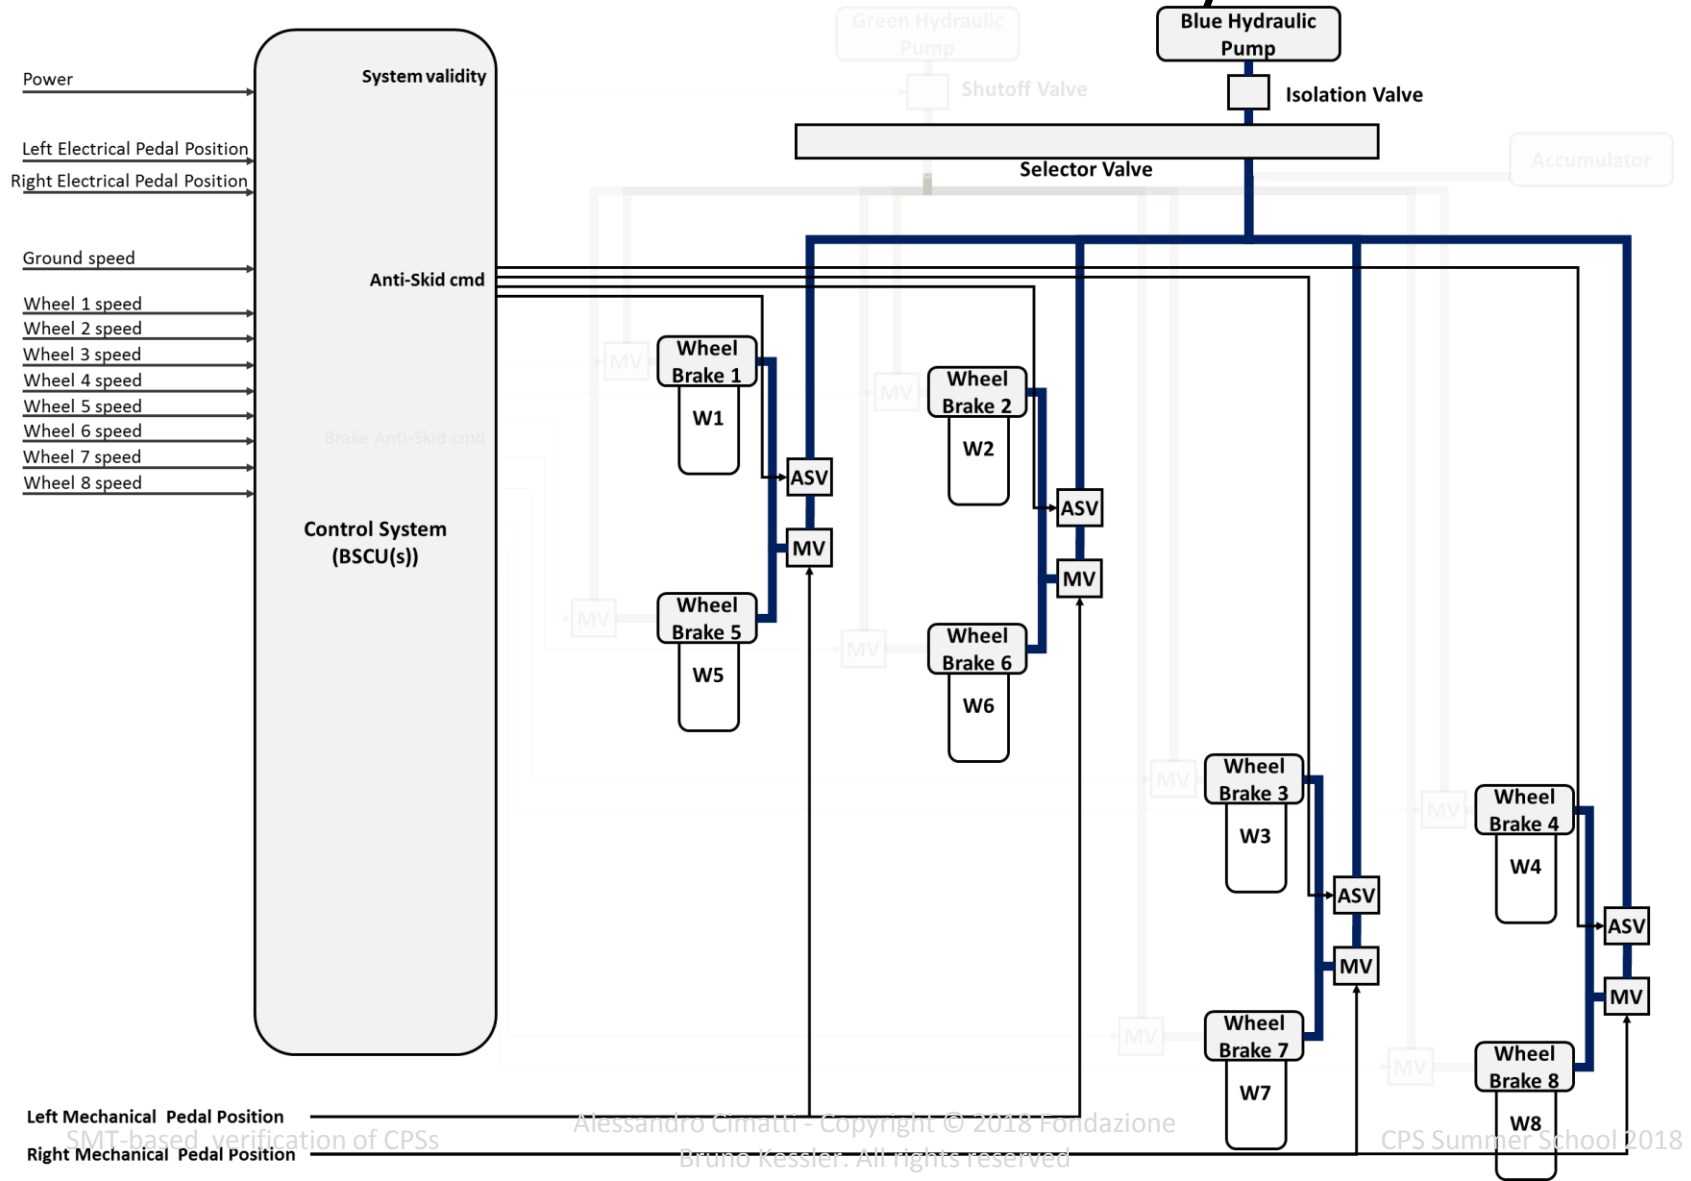 Green Hydraulic
Pump
Blue Hydraulic
Pump
System validity
Power
Shutoff Valve
Isolation Valve
Left Electrical Pedal Position
Selector Valve
Accumulator
Right Electrical Pedal Position
Ground speed
Anti-Skid cmd
Wheel 1 speed
Wheel 2 speed
Wheel 3 speed
Wheel 4 speed
Wheel 5 speed
Wheel 6 speed
Wheel 7 speed
Wheel 8 speed
Brake Anti-Skid cmd
Control System
(BSCU(s))
MV
Wheel
Brake 1
W1
MV
Wheel
Brake 2
W2
ASV
MV
ASV
MV
MV
Wheel
Brake 5
W5
MV
Wheel
Brake 6
W6
MV
Wheel
Brake 3
W3
MV
Wheel
Brake 4
W4
ASV
MV
ASV
MV
MV
Wheel
Brake 7
W7
MV
Wheel
Brake 8
W8
Left Mechanical Pedal Position
Right Mechanical Pedal Position
SMT-based verification of CPSs
Alessandro Cimatti - Copyright © 2018 Fondazione
Bruno Kessler. All rights reserved
CPS Summer School 2018